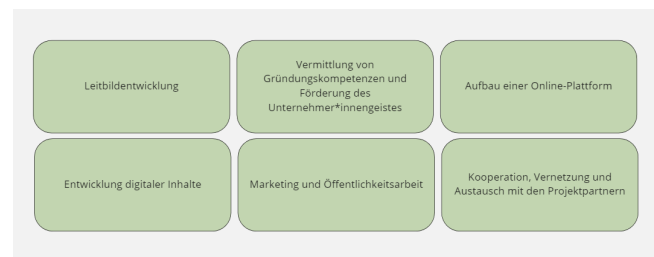 Leitbildentwicklung
Vermittlung von
Gründungskompetenzen und
Förderung des
Unternehmer*innengeistes
Aufbau einer Online-Plattform
Entwicklung digitaler Inhalte
Marketing und Öffentlichkeitsarbeit
Kooperation, Vernetzung und
Austausch mit den Projektpartnern